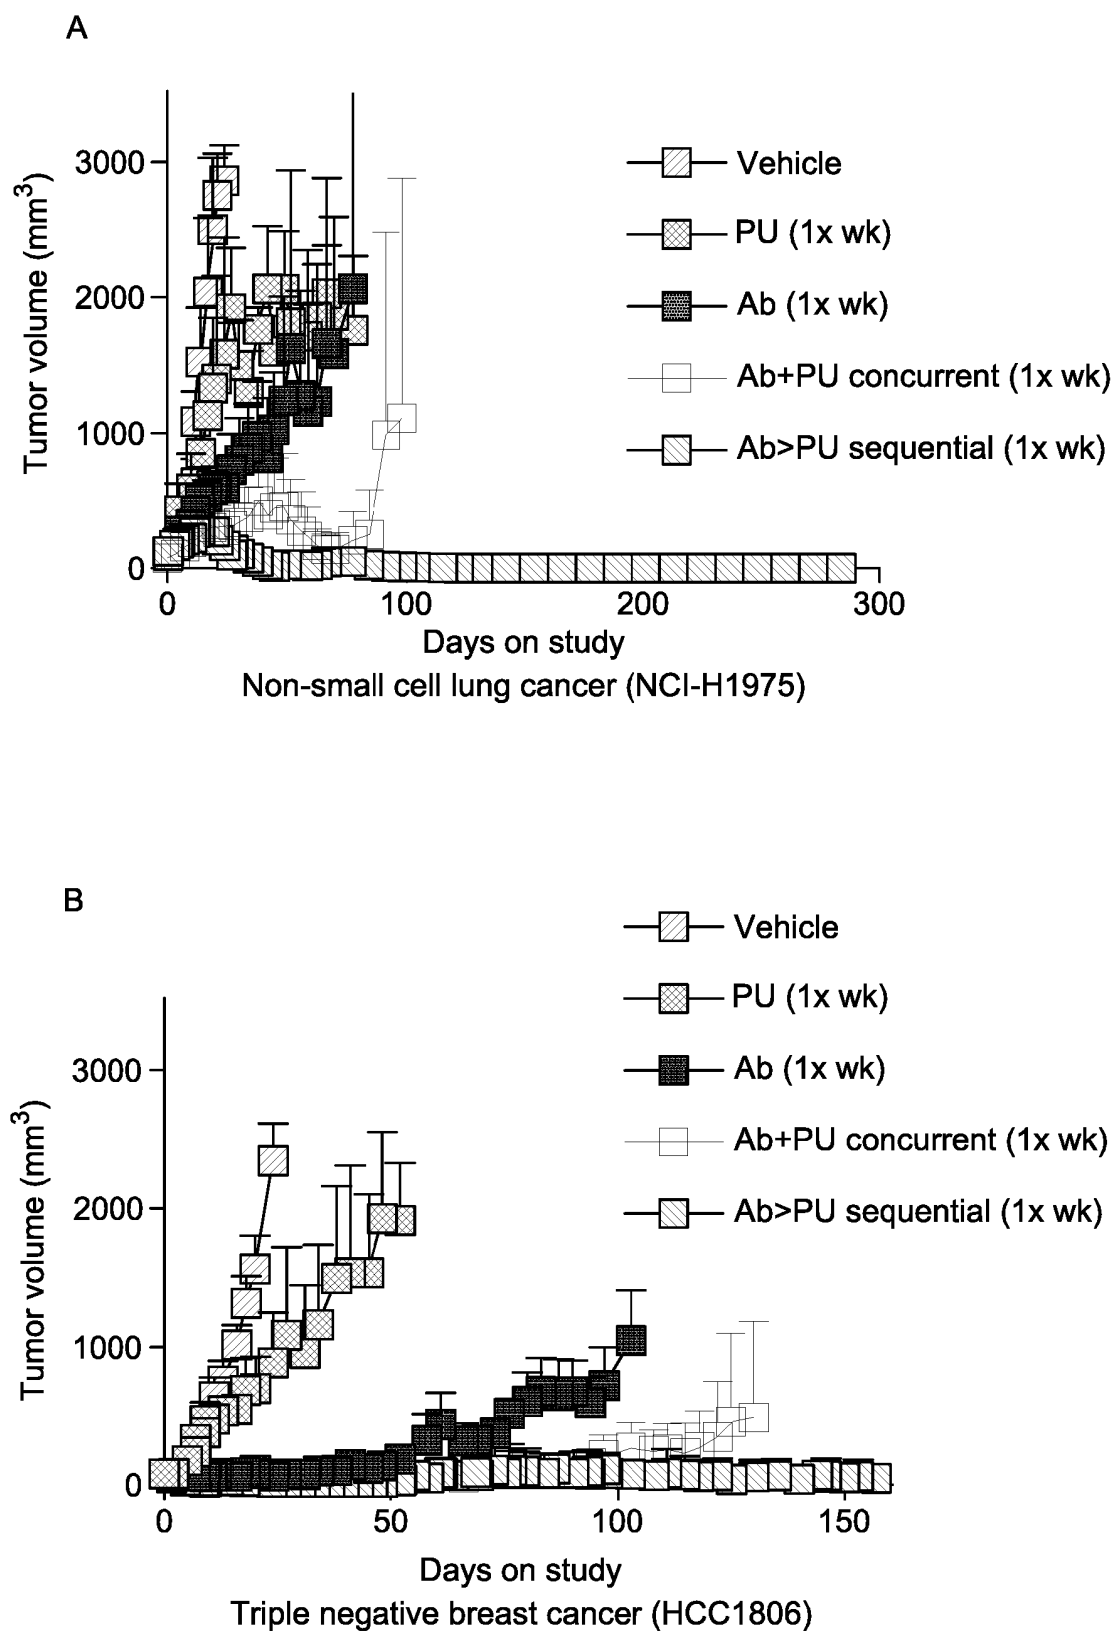 A
Tumor volume (mm³)
3000
2000
1000
0
0 100 200 300
Days on study
Non-small cell lung cancer (NCI-H1975)
Vehicle
PU (1x wk)
Ab (1x wk)
Ab+PU concurrent (1x wk)
Ab>PU sequential (1x wk)
B
Tumor volume (mm³)
3000
2000
1000
0
0 50 100 150
Days on study
Triple negative breast cancer (HCC1806)
Vehicle
PU (1x wk)
Ab (1x wk)
Ab+PU concurrent (1x wk)
Ab>PU sequential (1x wk)